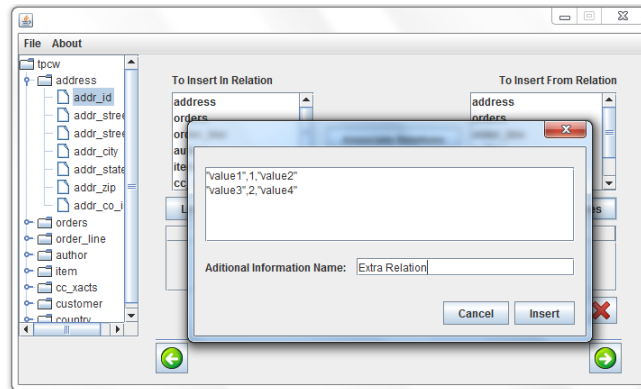 File About
tpcw
address
addr_id
addr_stree
addr_stree
addr_city
addr_state
addr_zip
addr_co_i
orders
order_line
author
item
cc_xacts
customer
country
To Insert In Relation
address
orders
To Insert From Relation
address
orders
"value1",1,"value2"
"value3",2,"value4"
Aditional Information Name: Extra Relation
Cancel Insert